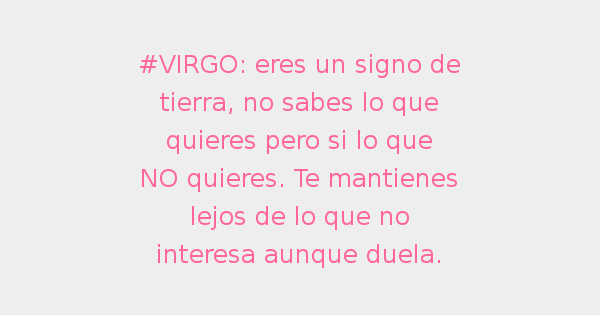 #VIRGO: eres un signo de
tierra, no sabes lo que
quieres pero si lo que
NO quieres. Te mantienes
lejos de lo que no
interesa aunque duela.